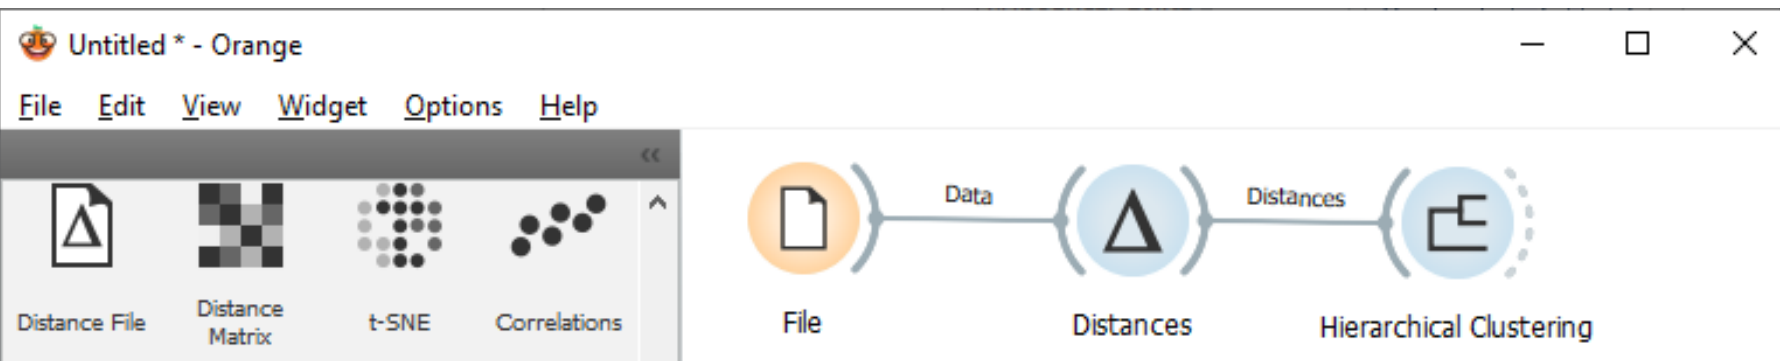 Untitled * - Orange
File Edit View Widget Options Help
Data
Distances
Distance File
Distance
Matrix
t-SNE
Correlations
File
Distances
Hierarchical Clustering